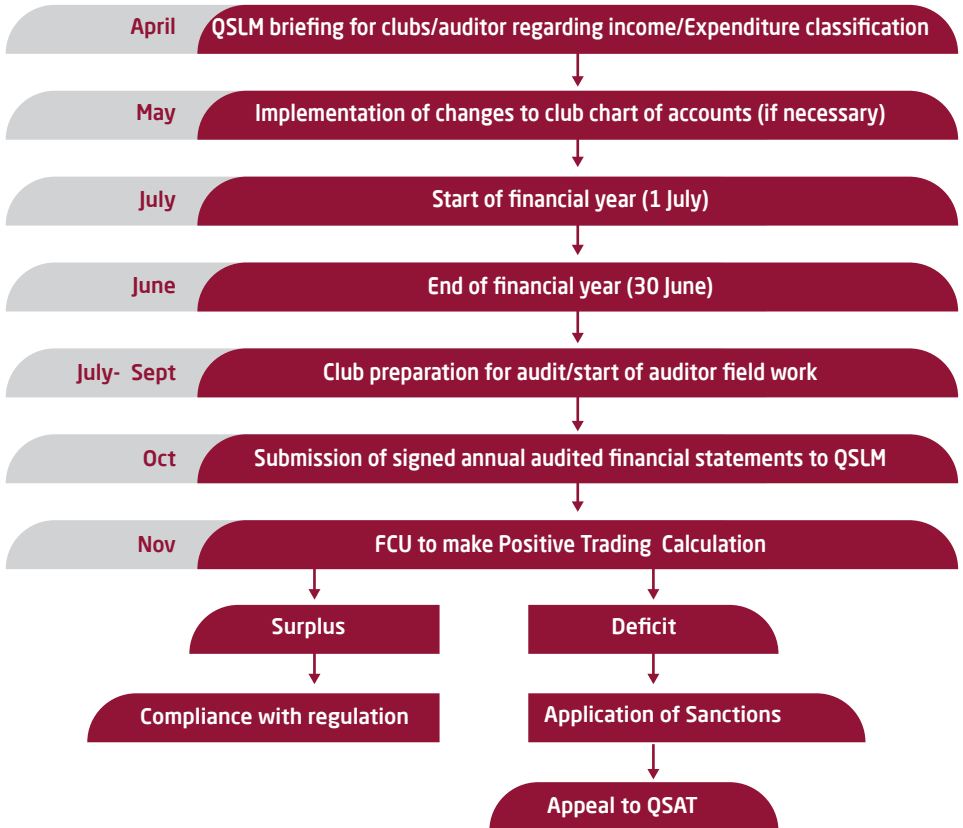 April QSLM briefing for clubs/auditor regarding income/Expenditure classification
May Implementation of changes to club chart of accounts (if necessary)
July Start of financial year (1 July)
June End of financial year (30 June)
July- Sept Club preparation for audit/start of auditor field work
Oct Submission of signed annual audited financial statements to QSLM
Nov FCU to make Positive Trading Calculation
Surplus Deficit
Compliance with regulation Application of Sanctions
Appeal to QSAT